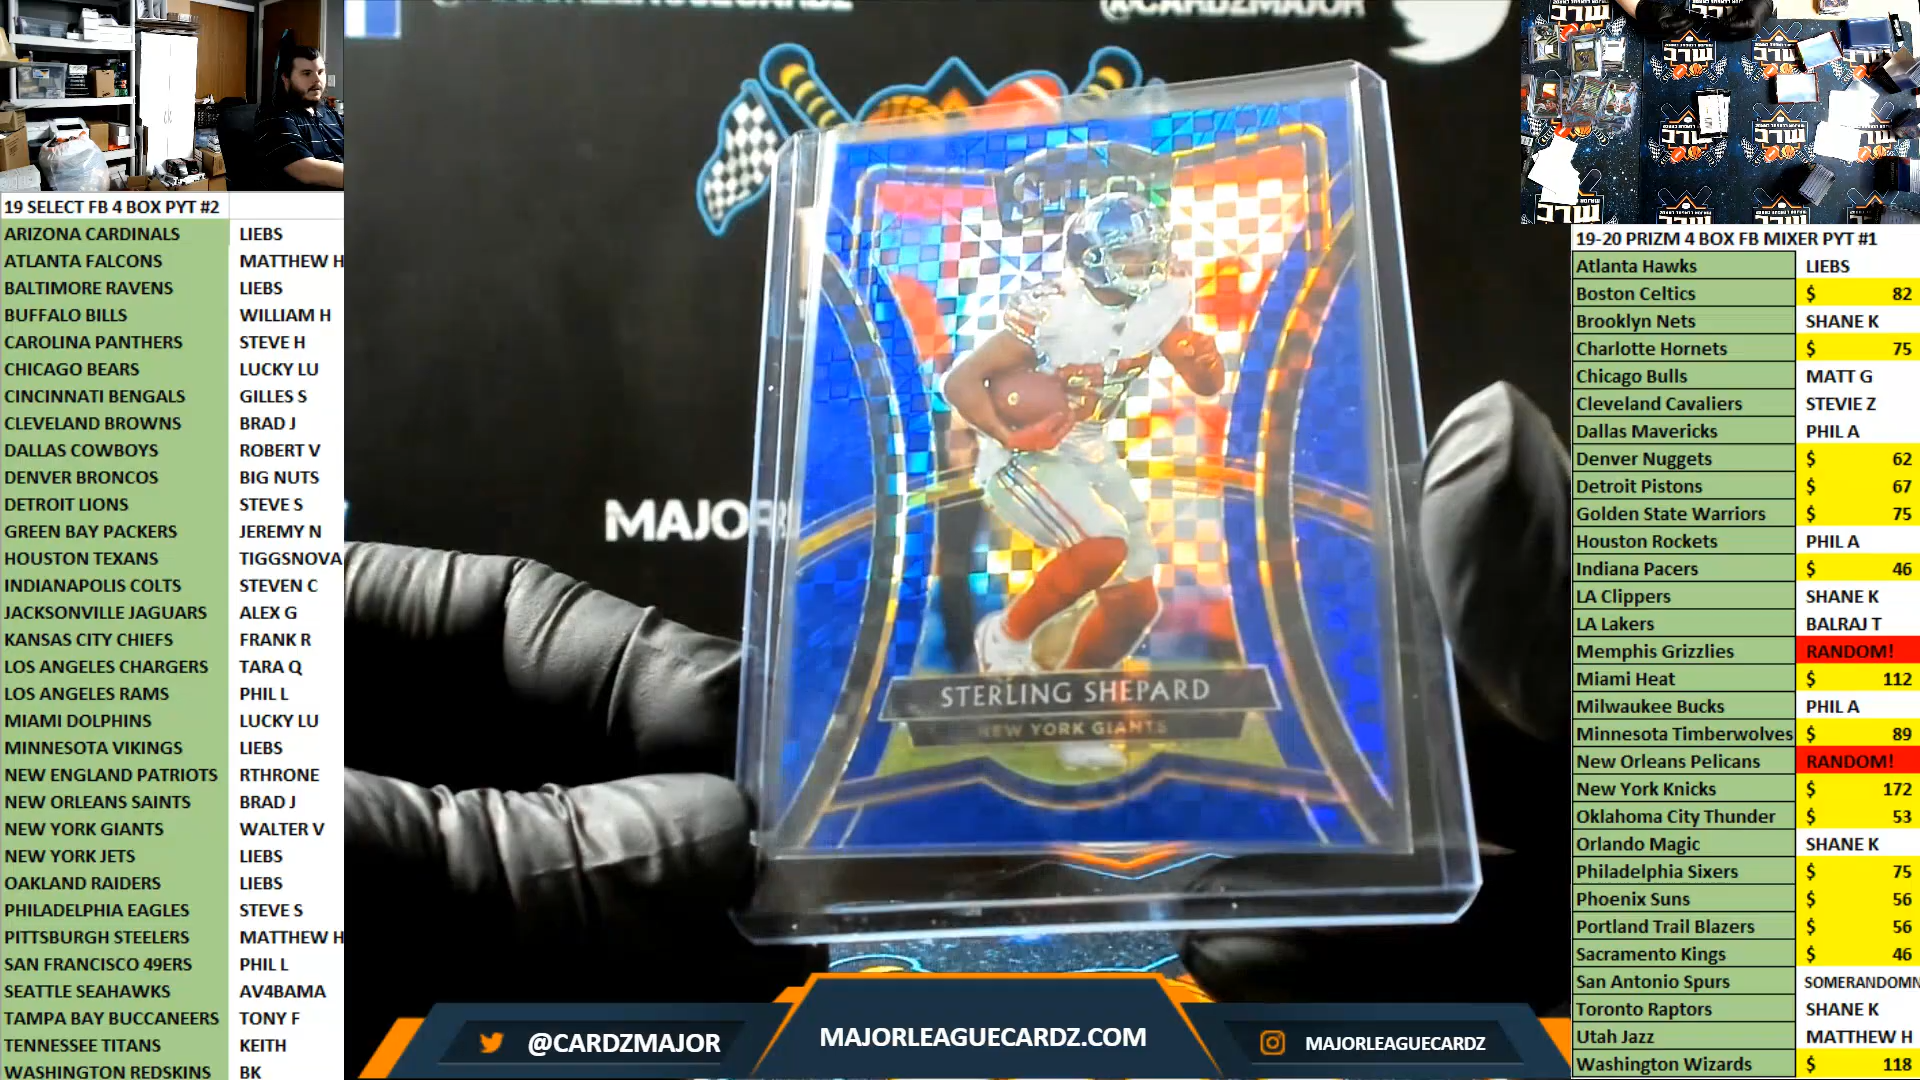 19 SELECT FB 4 BOX PYT #2
ARIZONA CARDINALS LIEBS
ATLANTA FALCONS MATTHEW H
BALTIMORE RAVENS LIEBS
BUFFALO BILLS WILLIAM H
CAROLINA PANTHERS STEVE H
CHICAGO BEARS LUCKY LU
CINCINNATI BENGALS GILLES S
CLEVELAND BROWNS BRAD J
DALLAS COWBOYS ROBERT V
DENVER BRONCOS BIG NUTS
DETROIT LIONS STEVE S
GREEN BAY PACKERS JEREMY N
HOUSTON TEXANS TIGGSNOVA
INDIANAPOLIS COLTS STEVEN C
JACKSONVILLE JAGUARS ALEX G
KANSAS CITY CHIEFS FRANK R
LOS ANGELES CHARGERS TARA Q
LOS ANGELES RAMS PHIL L
MIAMI DOLPHINS LUCKY LU
MINNESOTA VIKINGS LIEBS
NEW ENGLAND PATRIOTS RTHRONE
NEW ORLEANS SAINTS BRAD J
NEW YORK GIANTS WALTER V
NEW YORK JETS LIEBS
OAKLAND RAIDERS LIEBS
PHILADELPHIA EAGLES STEVE S
PITTSBURGH STEELERS MATTHEW H
SAN FRANCISCO 49ERS PHIL L
SEATTLE SEAHAWKS AV4BAMA
TAMPA BAY BUCCANEERS TONY F
TENNESSEE TITANS KEITH
WASHINGTON REDSKINS BK
@CARDZMAJOR
MAJOR
STERLING SHEPARD
NEW YORK GIANTS
@CARDZMAJOR
MAJORLEAGUECARDZ.COM
MAJORLEAGUECARDZ
19-20 PRIZM 4 BOX FB MIXER PYT #1
Atlanta Hawks LIEBS
Boston Celtics $ 82
Brooklyn Nets SHANE K
Charlotte Hornets $ 75
Chicago Bulls MATT G
Cleveland Cavaliers STEVIE Z
Dallas Mavericks PHIL A
Denver Nuggets $ 62
Detroit Pistons $ 67
Golden State Warriors $ 75
Houston Rockets PHIL A
Indiana Pacers $ 46
LA Clippers SHANE K
LA Lakers BALRAJ T
Memphis Grizzlies RANDOM!
Miami Heat $ 112
Milwaukee Bucks PHIL A
Minnesota Timberwolves $ 89
New Orleans Pelicans RANDOM!
New York Knicks $ 172
Oklahoma City Thunder $ 53
Orlando Magic SHANE K
Philadelphia Sixers $ 75
Phoenix Suns $ 56
Portland Trail Blazers $ 56
Sacramento Kings $ 46
San Antonio Spurs SOMERANDOMN
Toronto Raptors SHANE K
Utah Jazz MATTHEW H
Washington Wizards $ 118